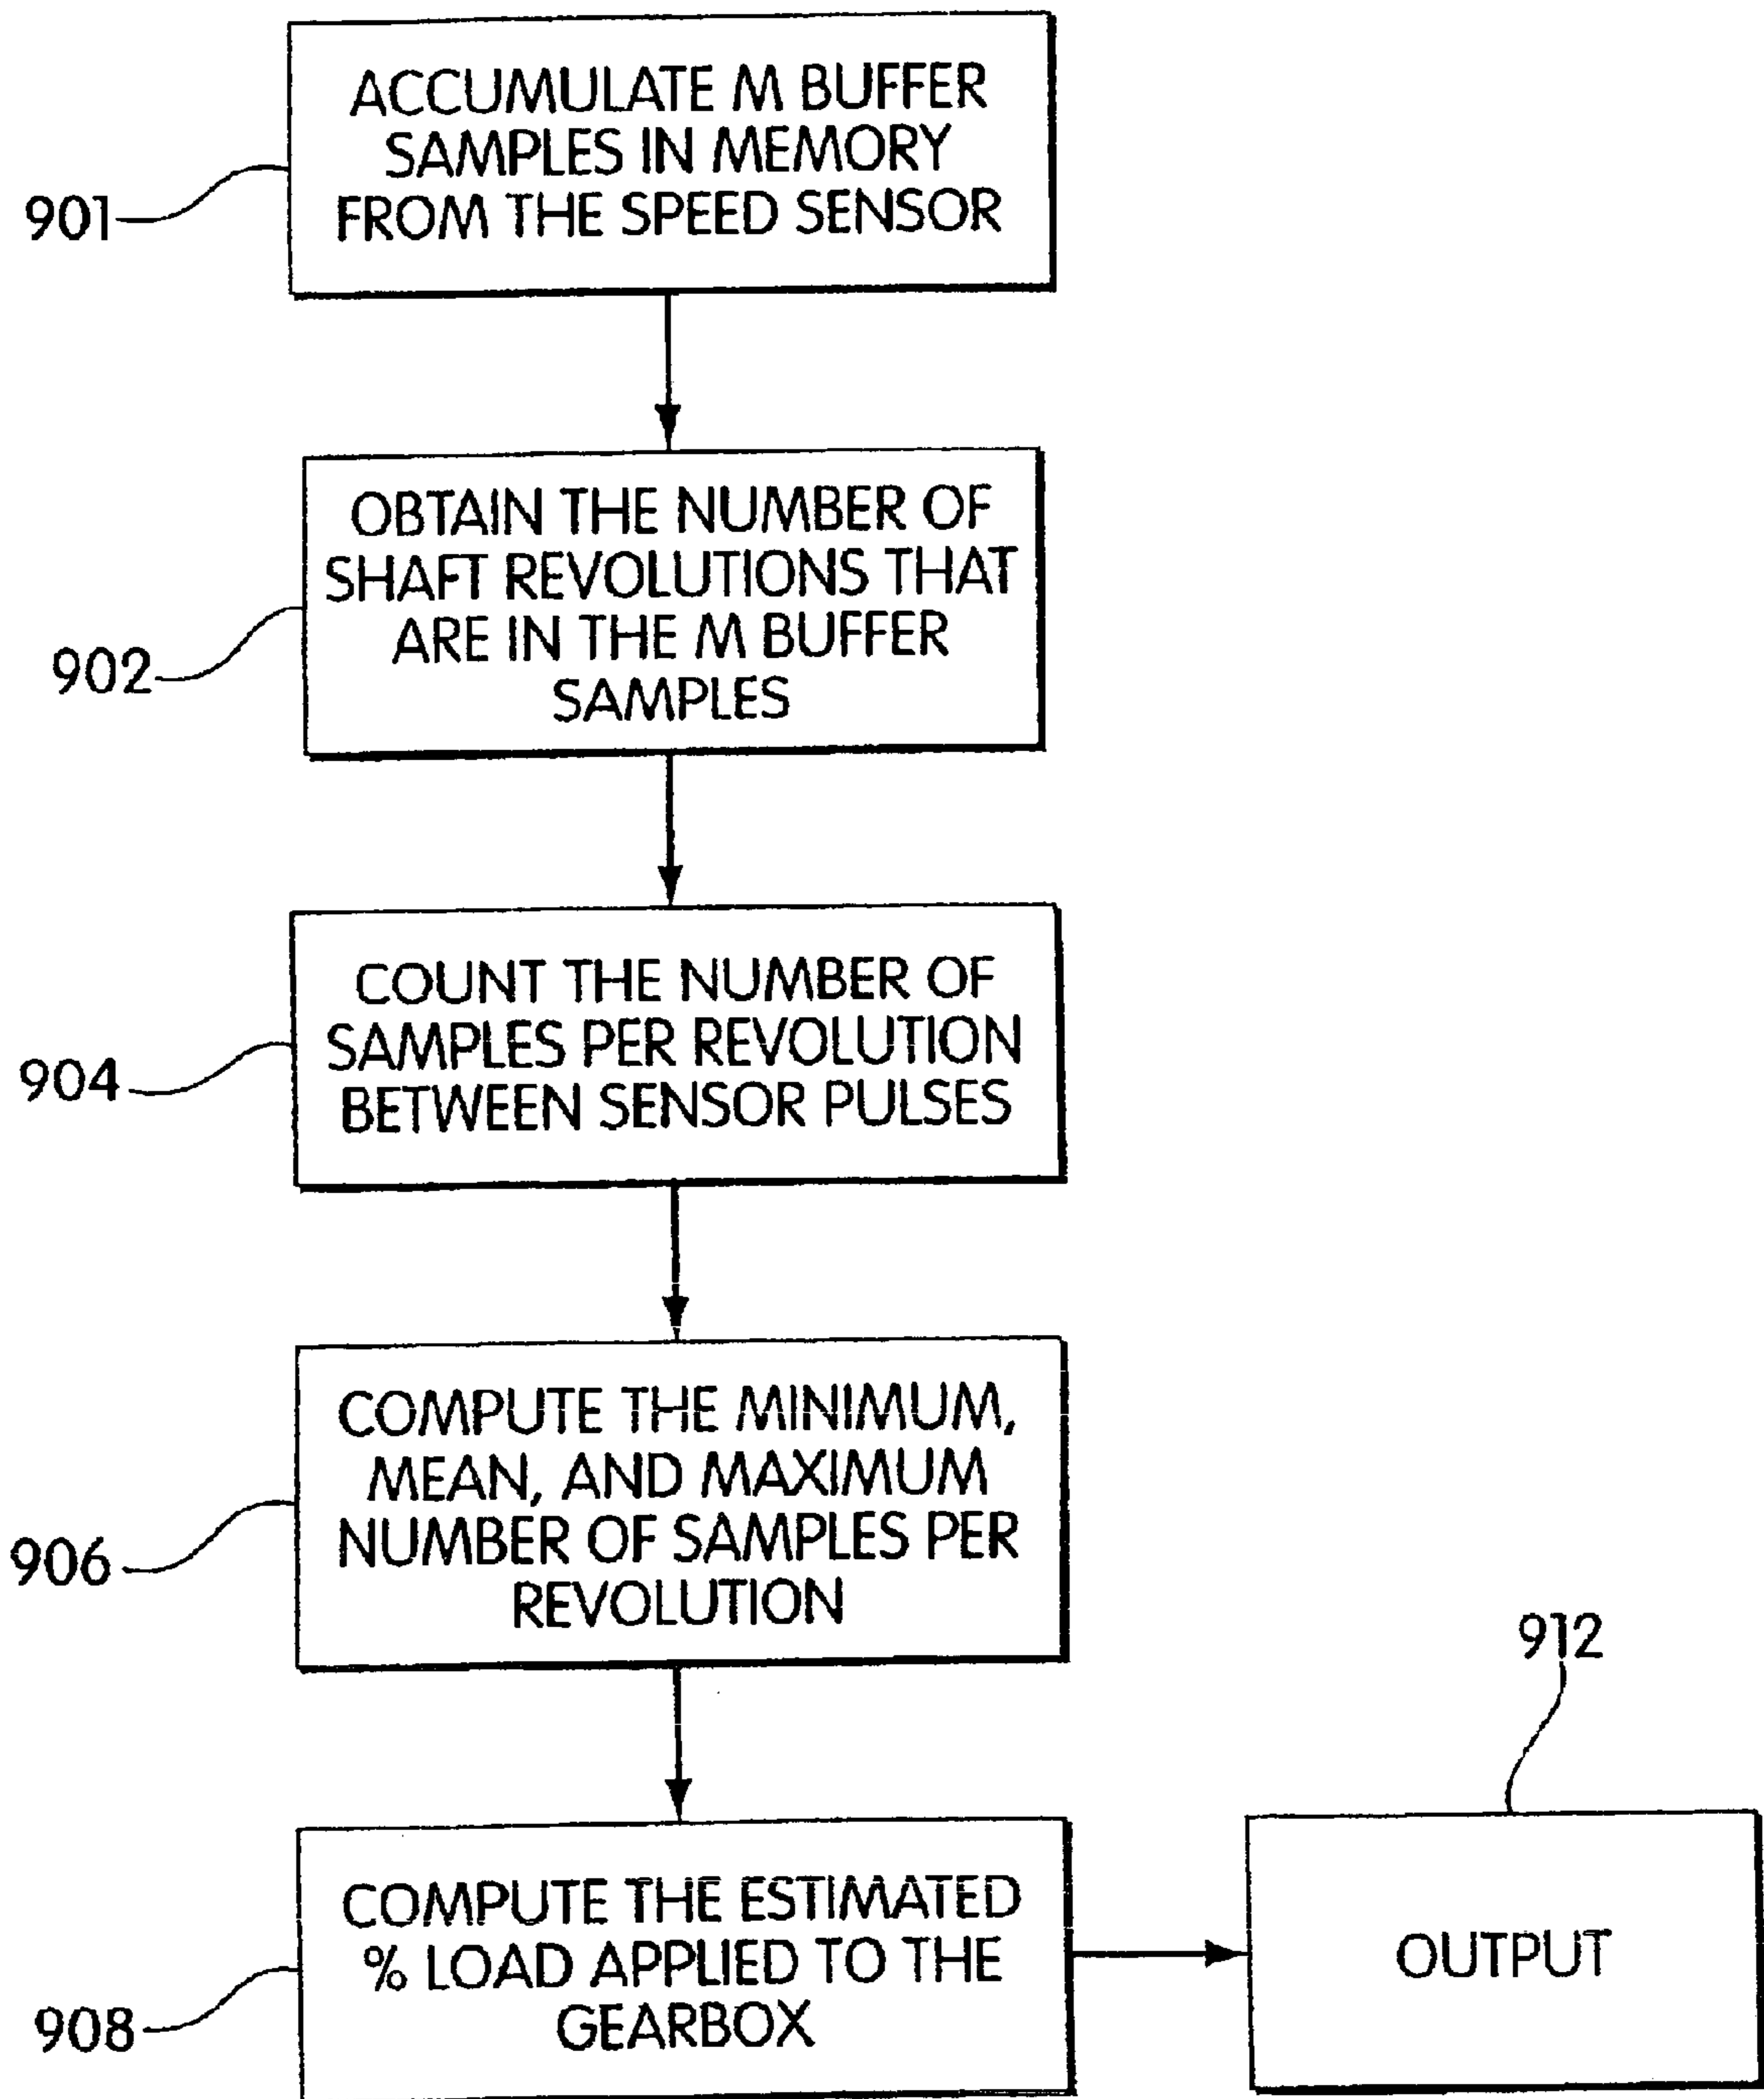 ACCUMULATE M BUFFER
SAMPLES IN MEMORY
FROM THE SPEED SENSOR
901
OBTAIN THE NUMBER OF
SHAFT REVOLUTIONS THAT
ARE IN THE M BUFFER
SAMPLES
902
COUNT THE NUMBER OF
SAMPLES PER REVOLUTION
BETWEEN SENSOR PULSES
904
COMPUTE THE MINIMUM,
MEAN, AND MAXIMUM
NUMBER OF SAMPLES PER
REVOLUTION
906
912
COMPUTE THE ESTIMATED
% LOAD APPLIED TO THE
GEARBOX
908
OUTPUT